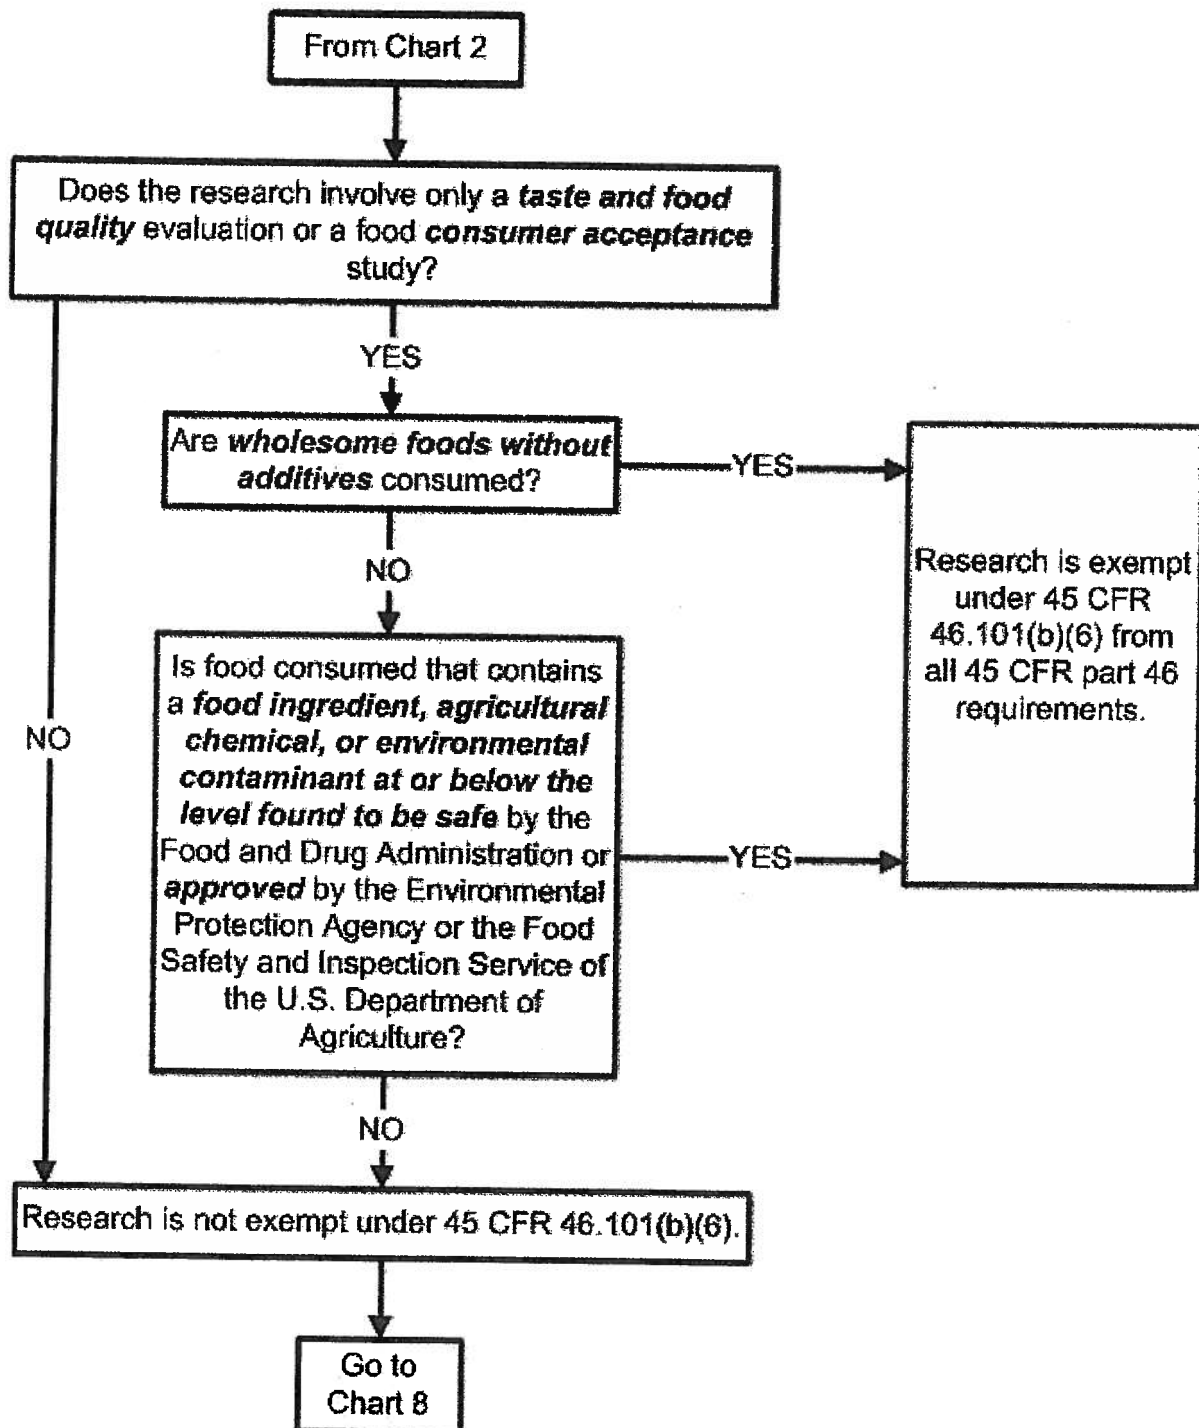 From Chart 2
Does the research involve only a taste and food
quality evaluation or a food consumer acceptance
study?
YES
Are wholesome foods without
additives consumed?
YES
NO
Research is exempt
under 45 CFR
46.101(b)(6) from
all 45 CFR part 46
requirements.
Is food consumed that contains
a food ingredient, agricultural
chemical, or environmental
contaminant at or below the
level found to be safe by the
Food and Drug Administration or
approved by the Environmental
Protection Agency or the Food
Safety and Inspection Service of
the U.S. Department of
Agriculture?
NO
YES
NO
Research is not exempt under 45 CFR 46.101(b)(6).
Go to
Chart 8